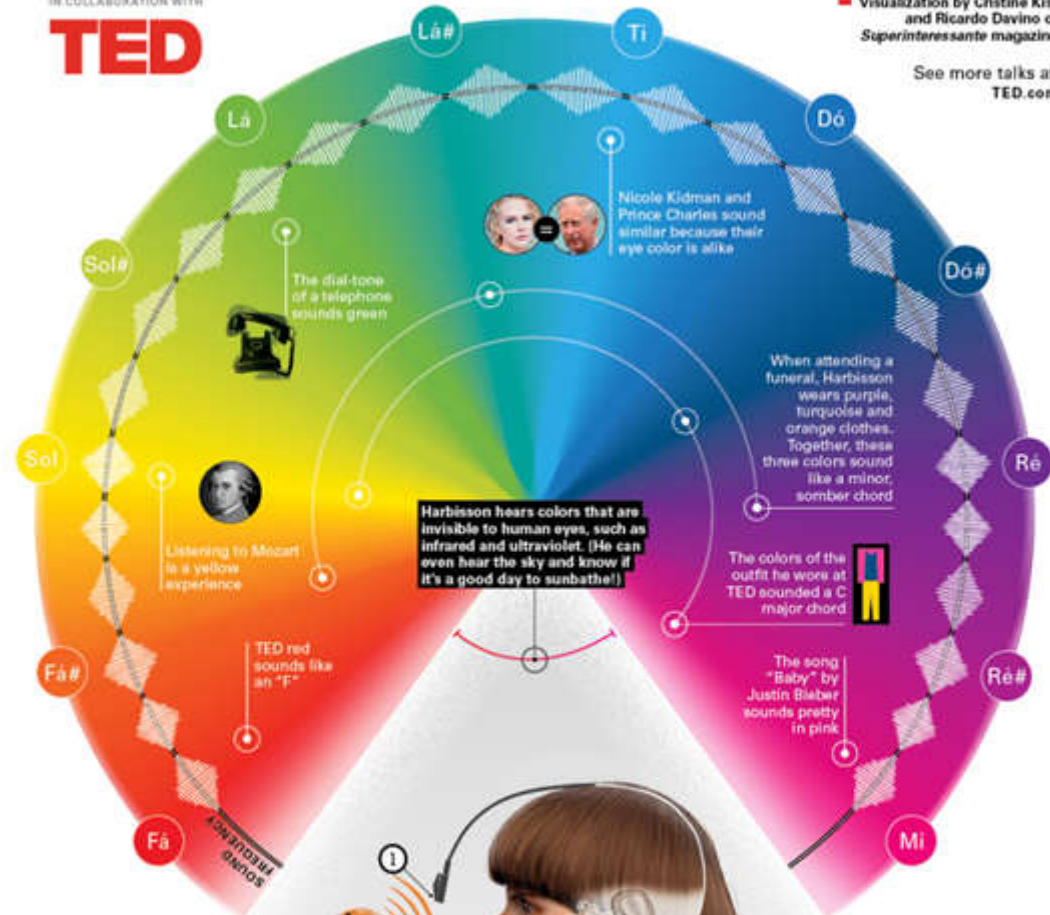 IN COLLABORATION WITH
TED
Visualization by Cristine Kis
and Ricardo Davino o
Superinteressante magazin
See more talks a
TED.co
Lá#
Ti
Lá
Dó
Sol#
Dó#
Sol
Ré
Fá#
Ré#
Fá
Mi
SOUND
FREQUENCY
Nicole Kidman and
Prince Charles sound
similar because their
eye color is alike
=
The dial-tone
of a telephone
sounds green
When attending a
funeral, Harbisson
wears purple,
turquoise and
orange clothes.
Together, these
three colors sound
like a minor,
somber chord
Harbisson hears colors that are
invisible to human eyes, such as
infrared and ultraviolet. (He can
even hear the sky and know if
it's a good day to sunbathe!)
Listening to Mozart
is a yellow
experience
The colors of the
outfit he wore at
TED sounded a C
major chord
TED red
sounds like
an "F"
The song
"Baby" by
Justin Bieber
sounds pretty
in pink
1